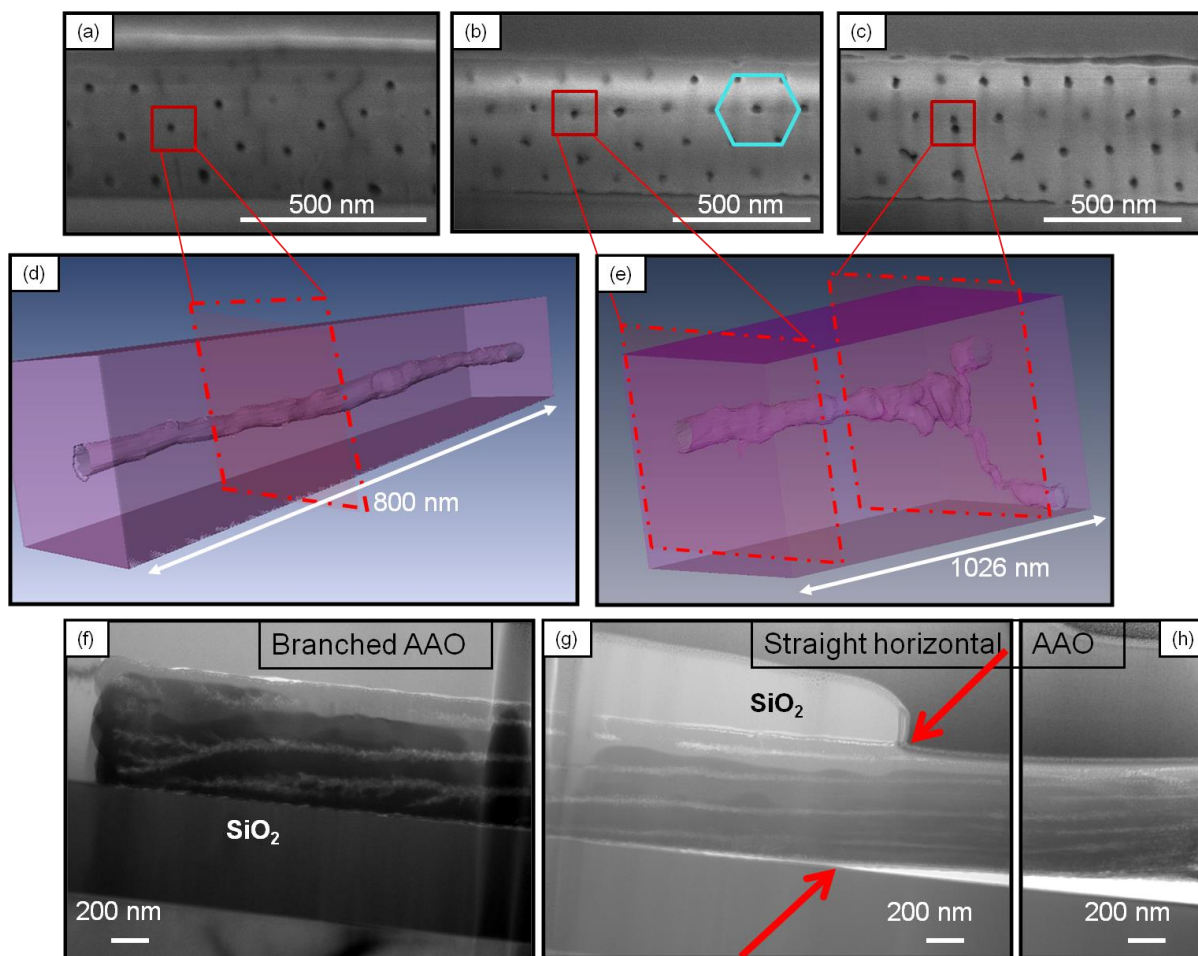 (a)
(b)
(c)
500 nm
500 nm
500 nm
(d)
(e)
800 nm
1026 nm
(f)
Branched AAO
(g)
Straight horizontal AAO
(h)
SiO₂
SiO₂
200 nm
200 nm
200 nm